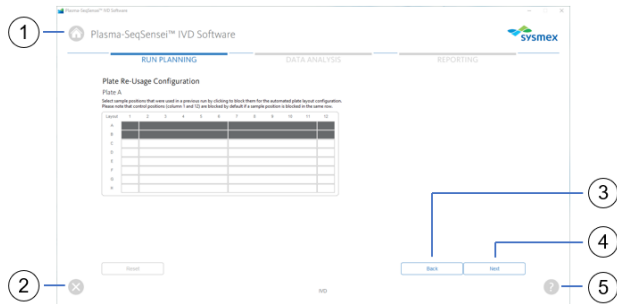 Plasma-SeqSensei™ IVD Software
1
Plasma-SeqSensei™ IVD Software
sysmex
RUN PLANNING
DATA ANALYSIS
REPORTING
Plate Re-Usage Configuration
Plate A
Select sample positions that were used in a previous run by clicking to block them for the automated plate layout configuration.
Please note that control positions (column 1 and 12) are blocked by default if a sample position is blocked in the same row.
Layout 1 2 3 4 5 6 7 8 9 10 11 12
A
B
C
D
E
F
G
H
3
4
Reset
Back
Next
2
IVD
?
5